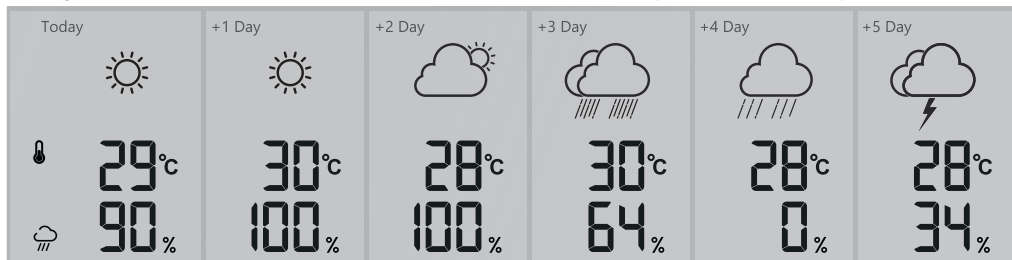 Today +1 Day +2 Day +3 Day +4 Day +5 Day
29°C 30°C 28°C 30°C 28°C 28°C
90% 100% 100% 64% 0% 34%